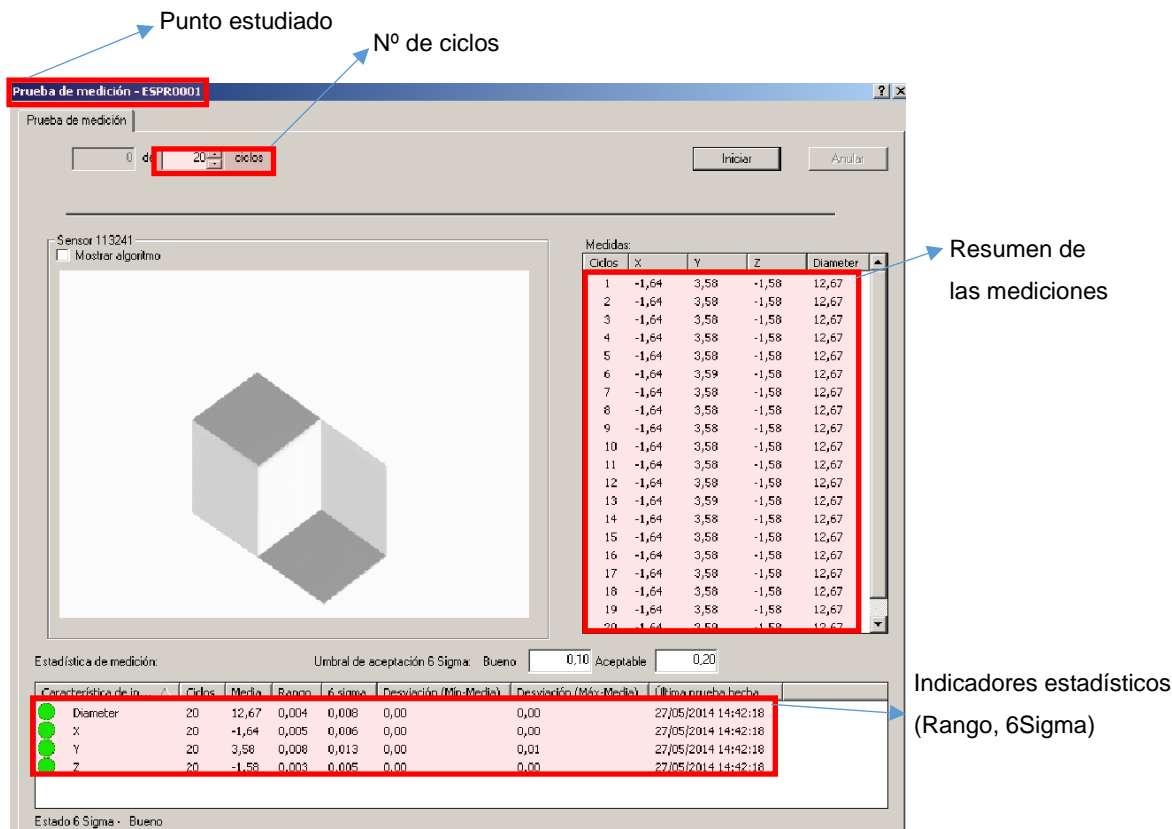 Punto estudiado
Nº de ciclos
Prueba de medición - ESPR0001
Prueba de medición
0 de 20 ciclos Iniciar Anular
Sensor 113241
Mostrar algoritmo
Medidas:
Ciclos X Y Z Diameter
1 -1,64 3,58 -1,58 12,67
2 -1,64 3,58 -1,58 12,67
3 -1,64 3,58 -1,58 12,67
4 -1,64 3,58 -1,58 12,67
5 -1,64 3,58 -1,58 12,67
6 -1,64 3,59 -1,58 12,67
7 -1,64 3,58 -1,58 12,67
8 -1,64 3,58 -1,58 12,67
9 -1,64 3,58 -1,58 12,67
10 -1,64 3,58 -1,58 12,67
11 -1,64 3,58 -1,58 12,67
12 -1,64 3,58 -1,58 12,67
13 -1,64 3,59 -1,58 12,67
14 -1,64 3,58 -1,58 12,67
15 -1,64 3,58 -1,58 12,67
16 -1,64 3,58 -1,58 12,67
17 -1,64 3,58 -1,58 12,67
18 -1,64 3,58 -1,58 12,67
19 -1,64 3,58 -1,58 12,67
20 -1,64 -1,58 12,67
Resumen de
las mediciones
Estadística de medición: Umbral de aceptación 6 Sigma: Bueno 0,10 Aceptable 0,20
Característica de in... Ciclos Media Rango 6 sigma Desviación (Mín-Media) Desviación (Máx-Media) Última prueba hecha
Diameter 20 12,67 0,004 0,008 0,00 0,00 27/05/2014 14:42:18
X 20 -1,64 0,005 0,006 0,00 0,00 27/05/2014 14:42:18
Y 20 3,58 0,008 0,013 0,00 0,01 27/05/2014 14:42:18
Z 20 -1,58 0,003 0,005 0,00 0,00 27/05/2014 14:42:18
Indicadores estadísticos
(Rango, 6Sigma)
Estado 6 Sigma - Bueno